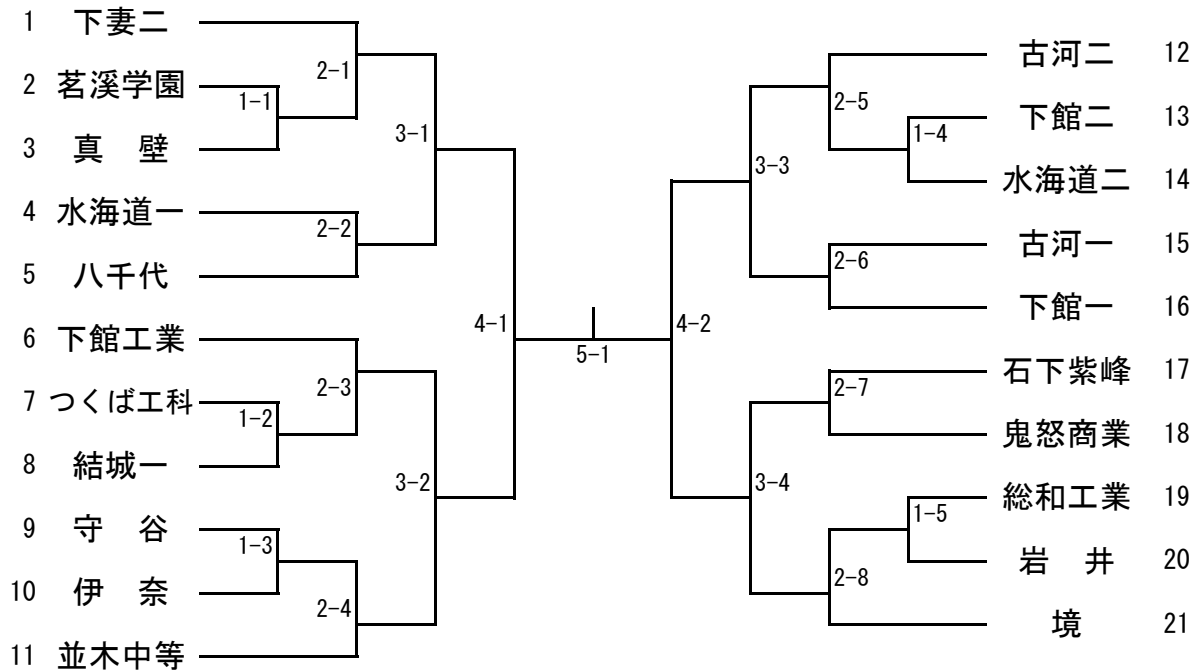 1 下妻二
2 茗溪学園
3 真 壁
4 水海道一
5 八千代
6 下館工業
7 つくば工科
8 結城一
9 守 谷
10 伊 奈
11 並木中等
1-1
1-2
1-3
2-1
2-2
2-3
2-4
3-1
3-2
4-1
5-1
4-2
3-3
3-4
2-5
2-6
2-7
2-8
1-4
1-5
古河二 12
下館二 13
水海道二 14
古河一 15
下館一 16
石下紫峰 17
鬼怒商業 18
総和工業 19
岩 井 20
境 21